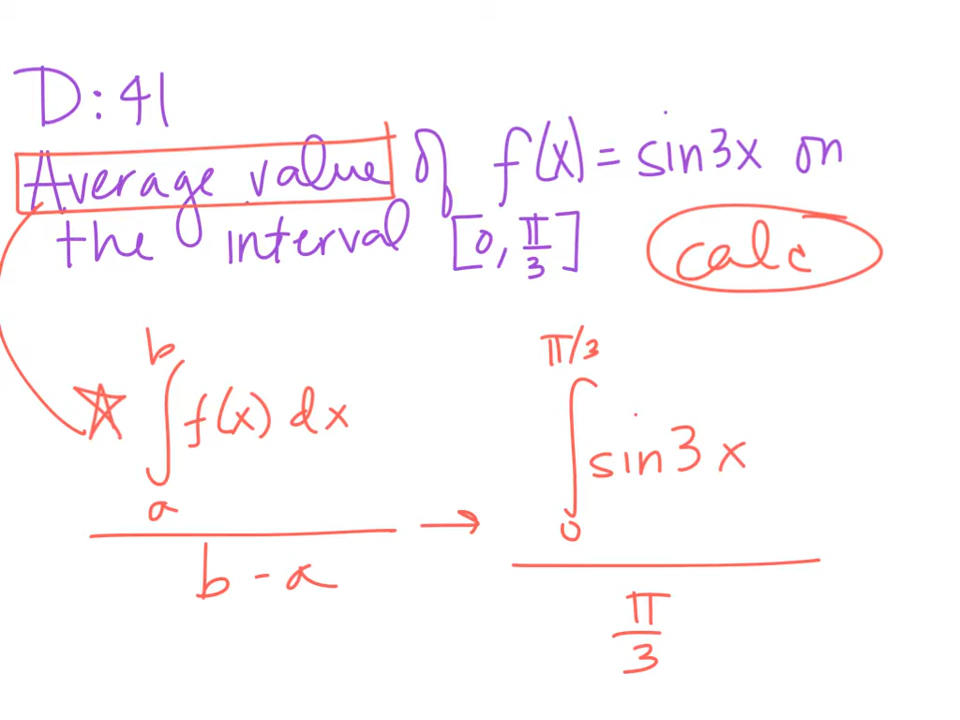 D: 41
Average value of f(x) = sin3x on
the interval [0, π/3] calc
b π/3
☆ ∫ f(x) dx ∫ sin3x
a 0
→
b - a π/3